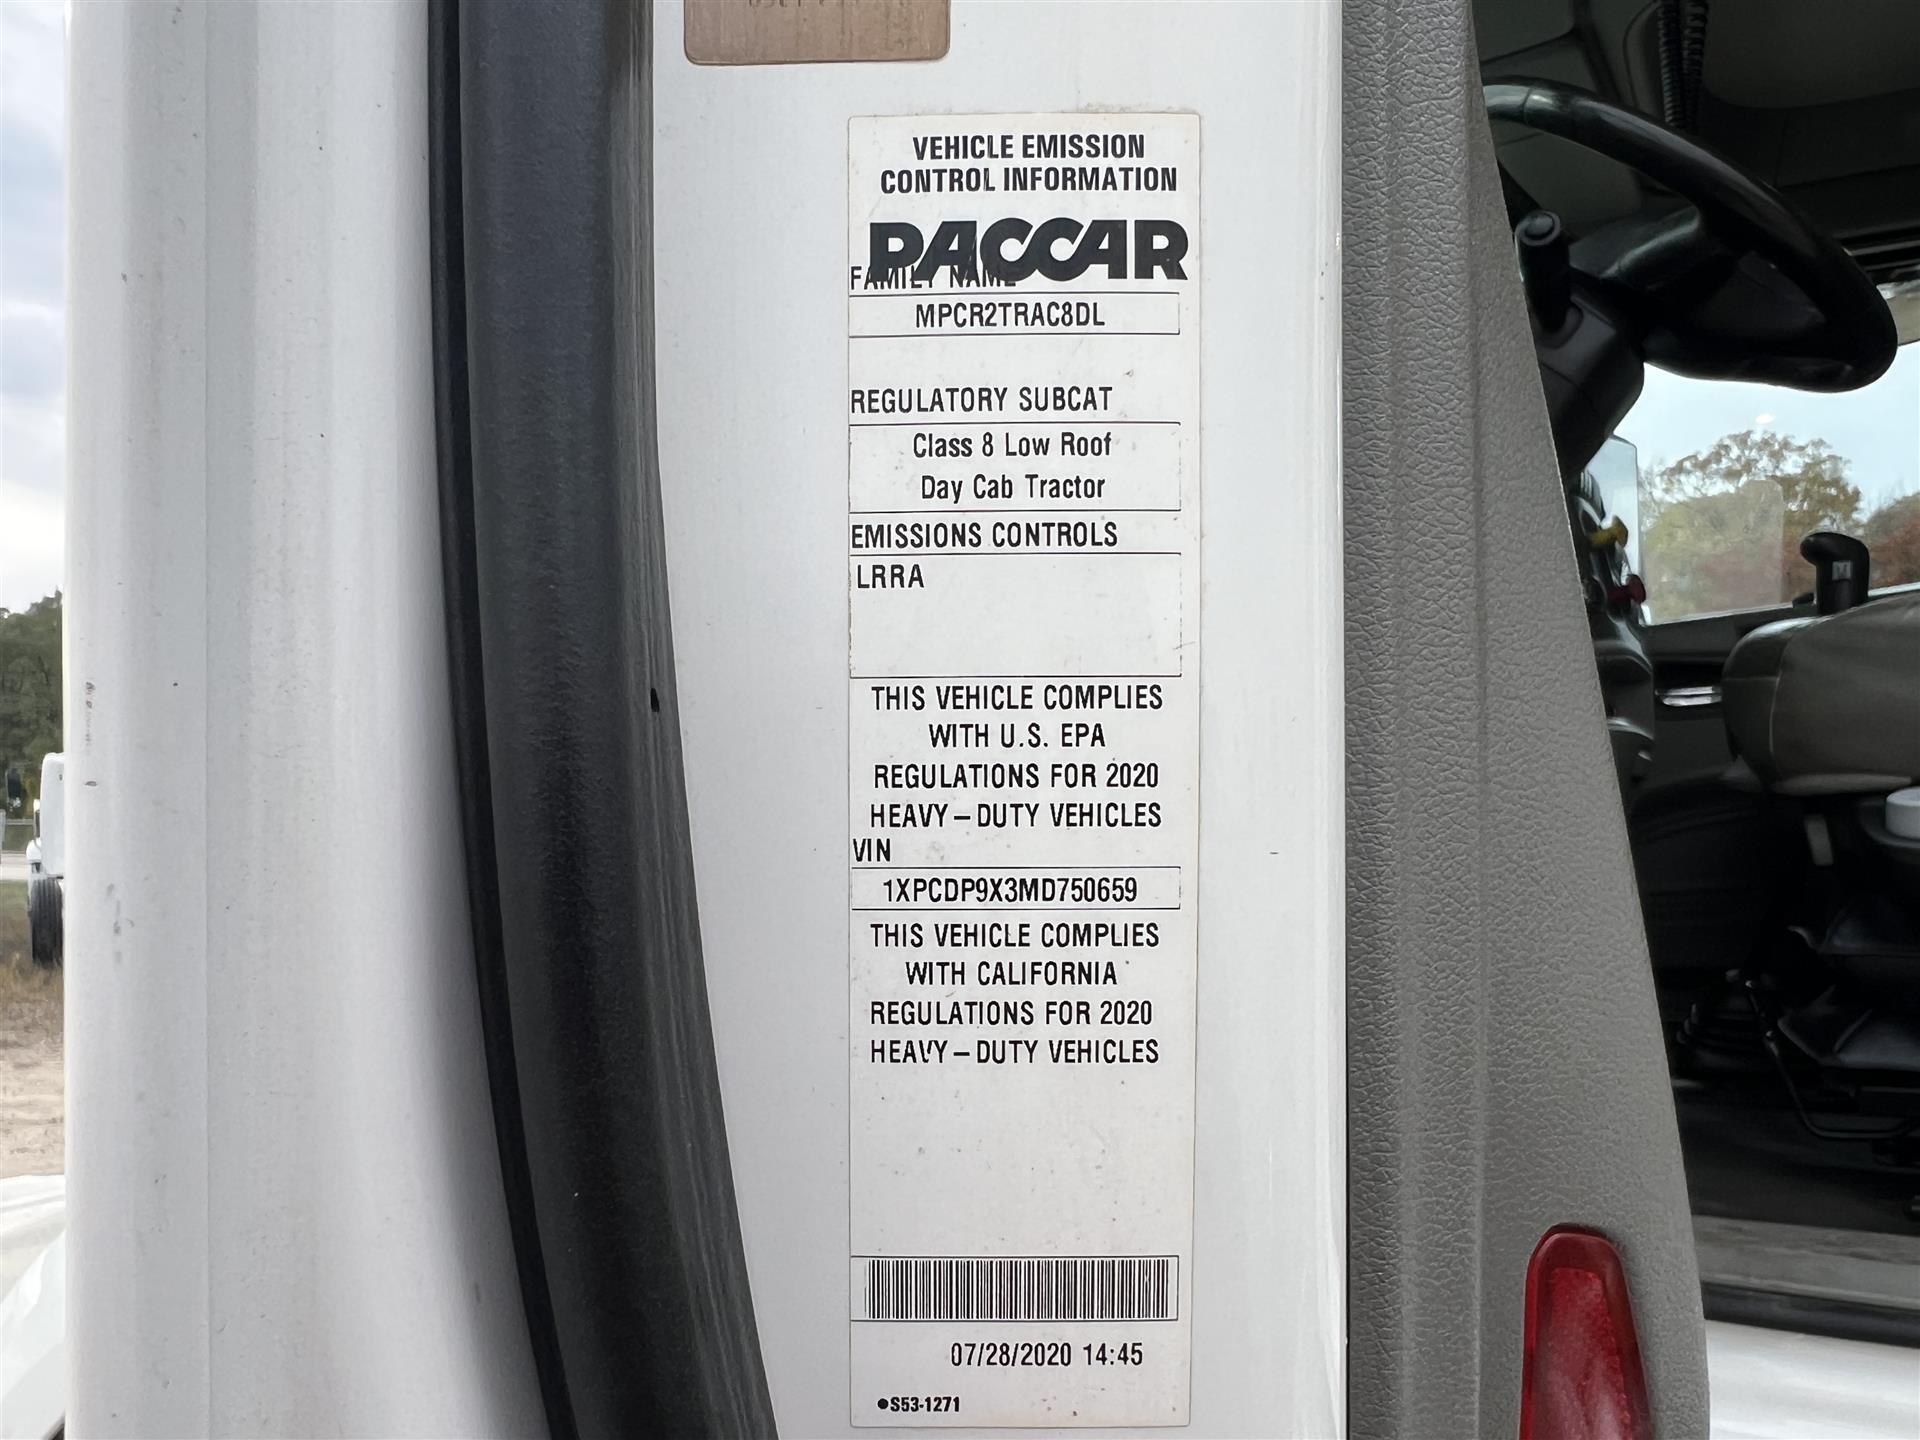 VEHICLE EMISSION
CONTROL INFORMATION
PACCAR
FAMILY NAME
MPCR2TRAC8DL
REGULATORY SUBCAT
Class 8 Low Roof
Day Cab Tractor
EMISSIONS CONTROLS
LRRA
THIS VEHICLE COMPLIES
WITH U.S. EPA
REGULATIONS FOR 2020
HEAVY-DUTY VEHICLES
VIN
1XPCDP9X3MD750659
THIS VEHICLE COMPLIES
WITH CALIFORNIA
REGULATIONS FOR 2020
HEAVY-DUTY VEHICLES
07/28/2020 14:45
●S53-1271